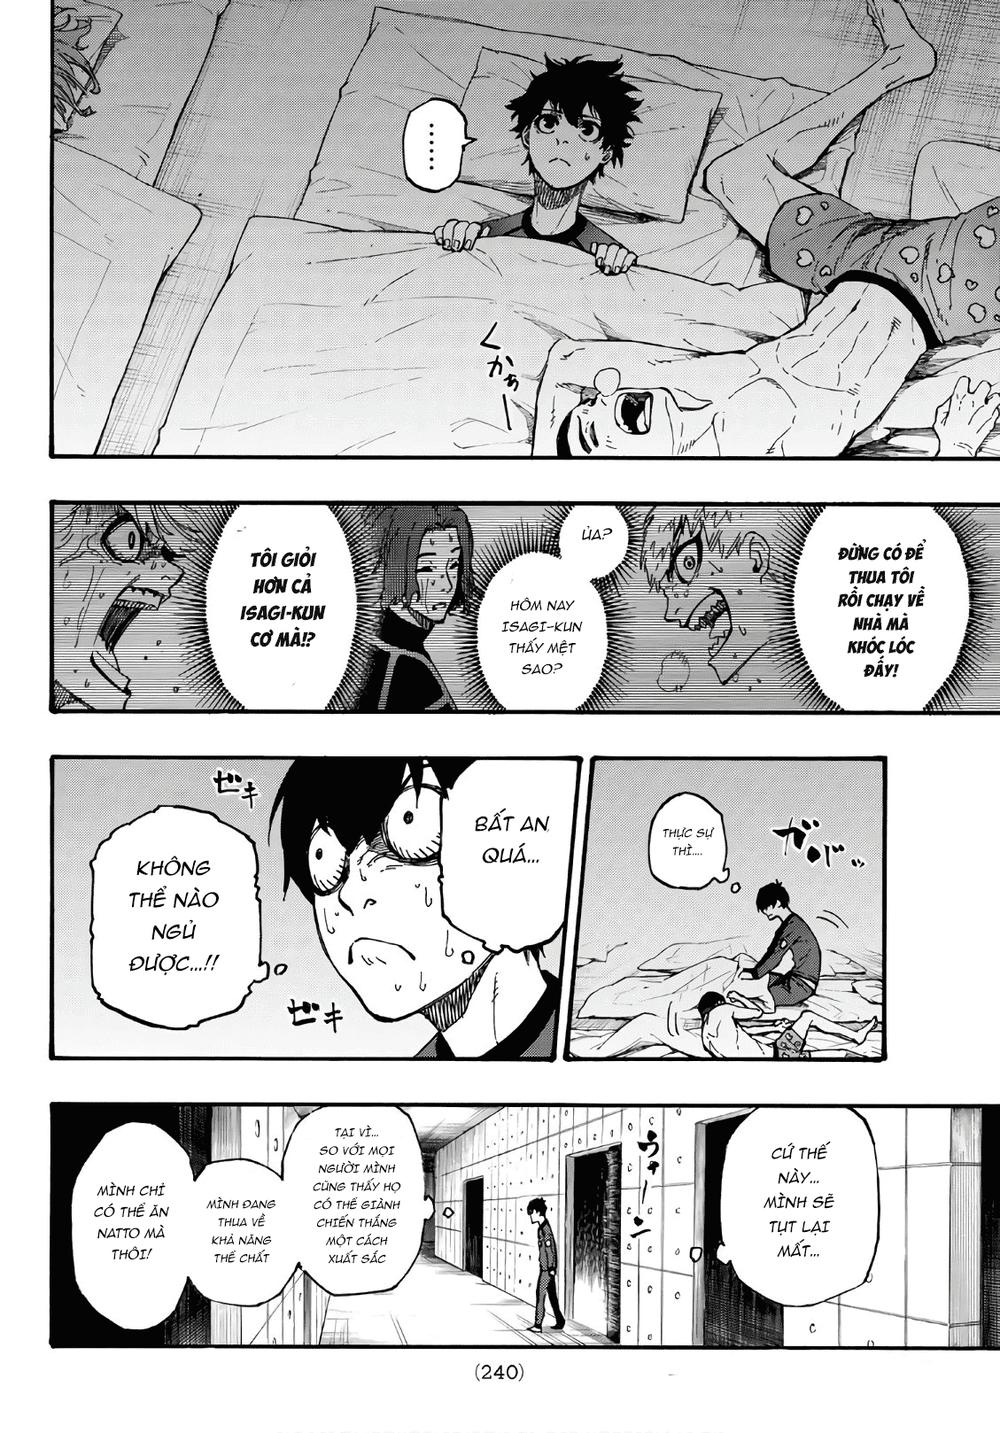 ......
くかぁー
ĐỪNG CÓ ĐỂ
THUA TÔI
RỒI CHẠY VỀ
NHÀ MÀ
KHÓC LÓC
ĐẤY!
ỦA?
HÔM NAY
ISAGI-KUN
THẤY MỆT
SAO?
TÔI GIỎI
HƠN CẢ
ISAGI-KUN
CƠ MÀ!?
THỰC SỰ
THÌ....
ガバッ
BẤT AN
QUÁ...
ゼキ
KHÔNG
THỂ NÀO
NGỦ
ĐƯỢC...!!
ゼキ
CỨ THẾ
NÀY...
MÌNH SẼ
TỤT LẠI
MẤT...
ウィーン
TẠI VÌ...
SO VỚI MỌI
NGƯỜI MÌNH
CŨNG THẤY HỌ
CÓ THỂ GIÀNH
CHIẾN THẮNG
MỘT CÁCH
XUẤT SẮC
MÌNH ĐANG
THUA VỀ
KHẢ NĂNG
THỂ CHẤT
MÌNH CHỈ
CÓ THỂ ĂN
NATTO MÀ
THÔI!
(240)